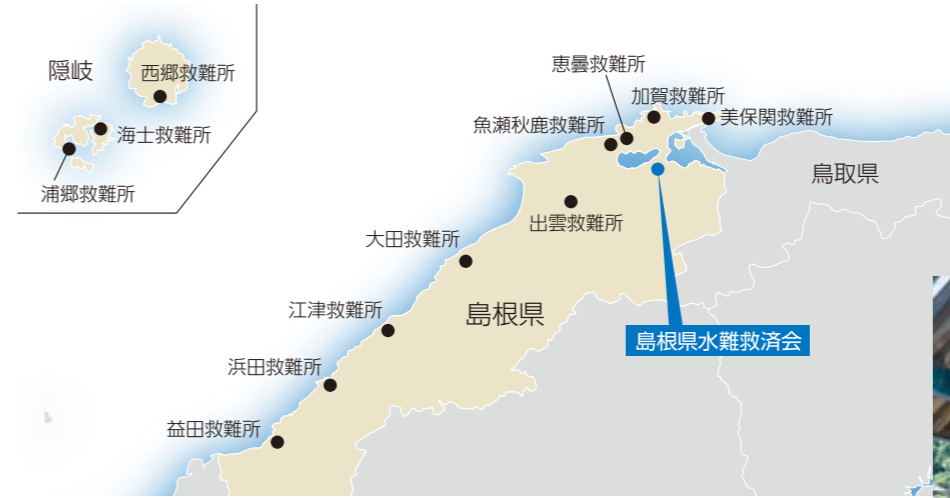 隠岐
西郷救難所
海士救難所
浦郷救難所
恵曇救難所
加賀救難所
魚瀬秋鹿救難所
美保関救難所
鳥取県
出雲救難所
大田救難所
江津救難所
島根県
島根県水難救済会
浜田救難所
益田救難所